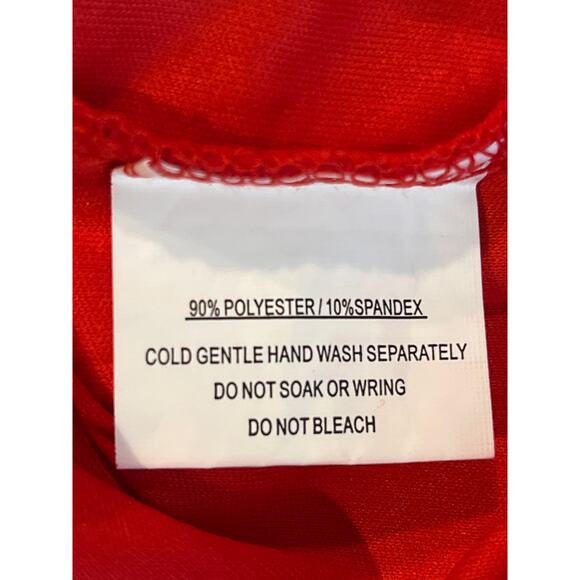 90% POLYESTER / 10%SPANDEX
COLD GENTLE HAND WASH SEPARATELY
DO NOT SOAK OR WRING
DO NOT BLEACH